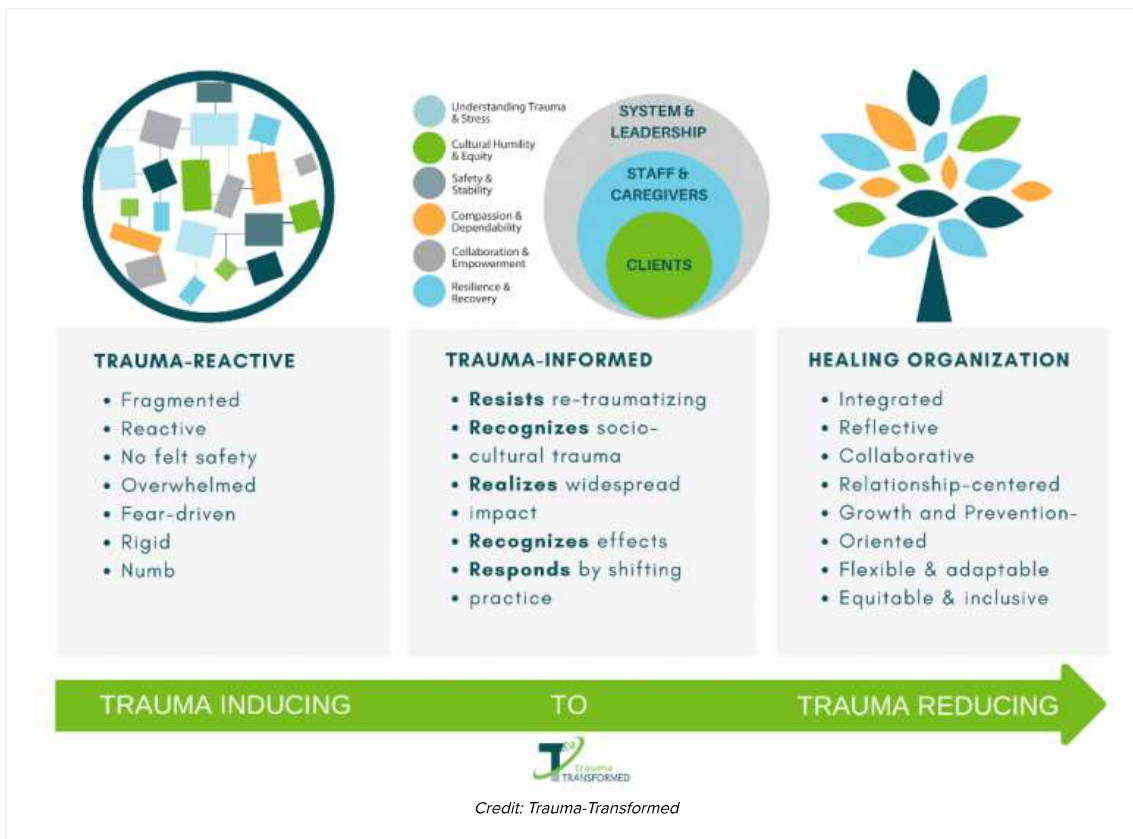 Understanding Trauma
& Stress
Cultural Humility
& Equity
Safety &
Stability
Compassion &
Dependability
Collaboration &
Empowerment
Resilience &
Recovery
SYSTEM &
LEADERSHIP
STAFF &
CAREGIVERS
CLIENTS
TRAUMA-REACTIVE
• Fragmented
• Reactive
• No felt safety
• Overwhelmed
• Fear-driven
• Rigid
• Numb
TRAUMA-INFORMED
• Resists re-traumatizing
• Recognizes socio-
• cultural trauma
• Realizes widespread
• impact
• Recognizes effects
• Responds by shifting
• practice
HEALING ORGANIZATION
• Integrated
• Reflective
• Collaborative
• Relationship-centered
• Growth and Prevention-
• Oriented
• Flexible & adaptable
• Equitable & inclusive
TRAUMA INDUCING TO TRAUMA REDUCING
T
trauma
TRANSFORMED
Credit: Trauma-Transformed